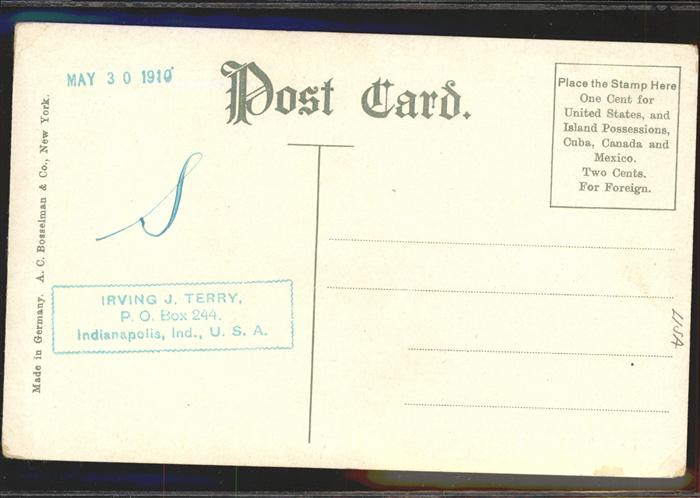 MAY 30 1910
Post Card.
Place the Stamp Here
One Cent for
United States, and
Island Possessions,
Cuba, Canada and
Mexico.
Two Cents.
For Foreign.
S
IRVING J. TERRY,
P. O. Box 244,
Indianapolis, Ind., U. S. A.
Made in Germany. A. C. Bosselman & Co., New York.
USA